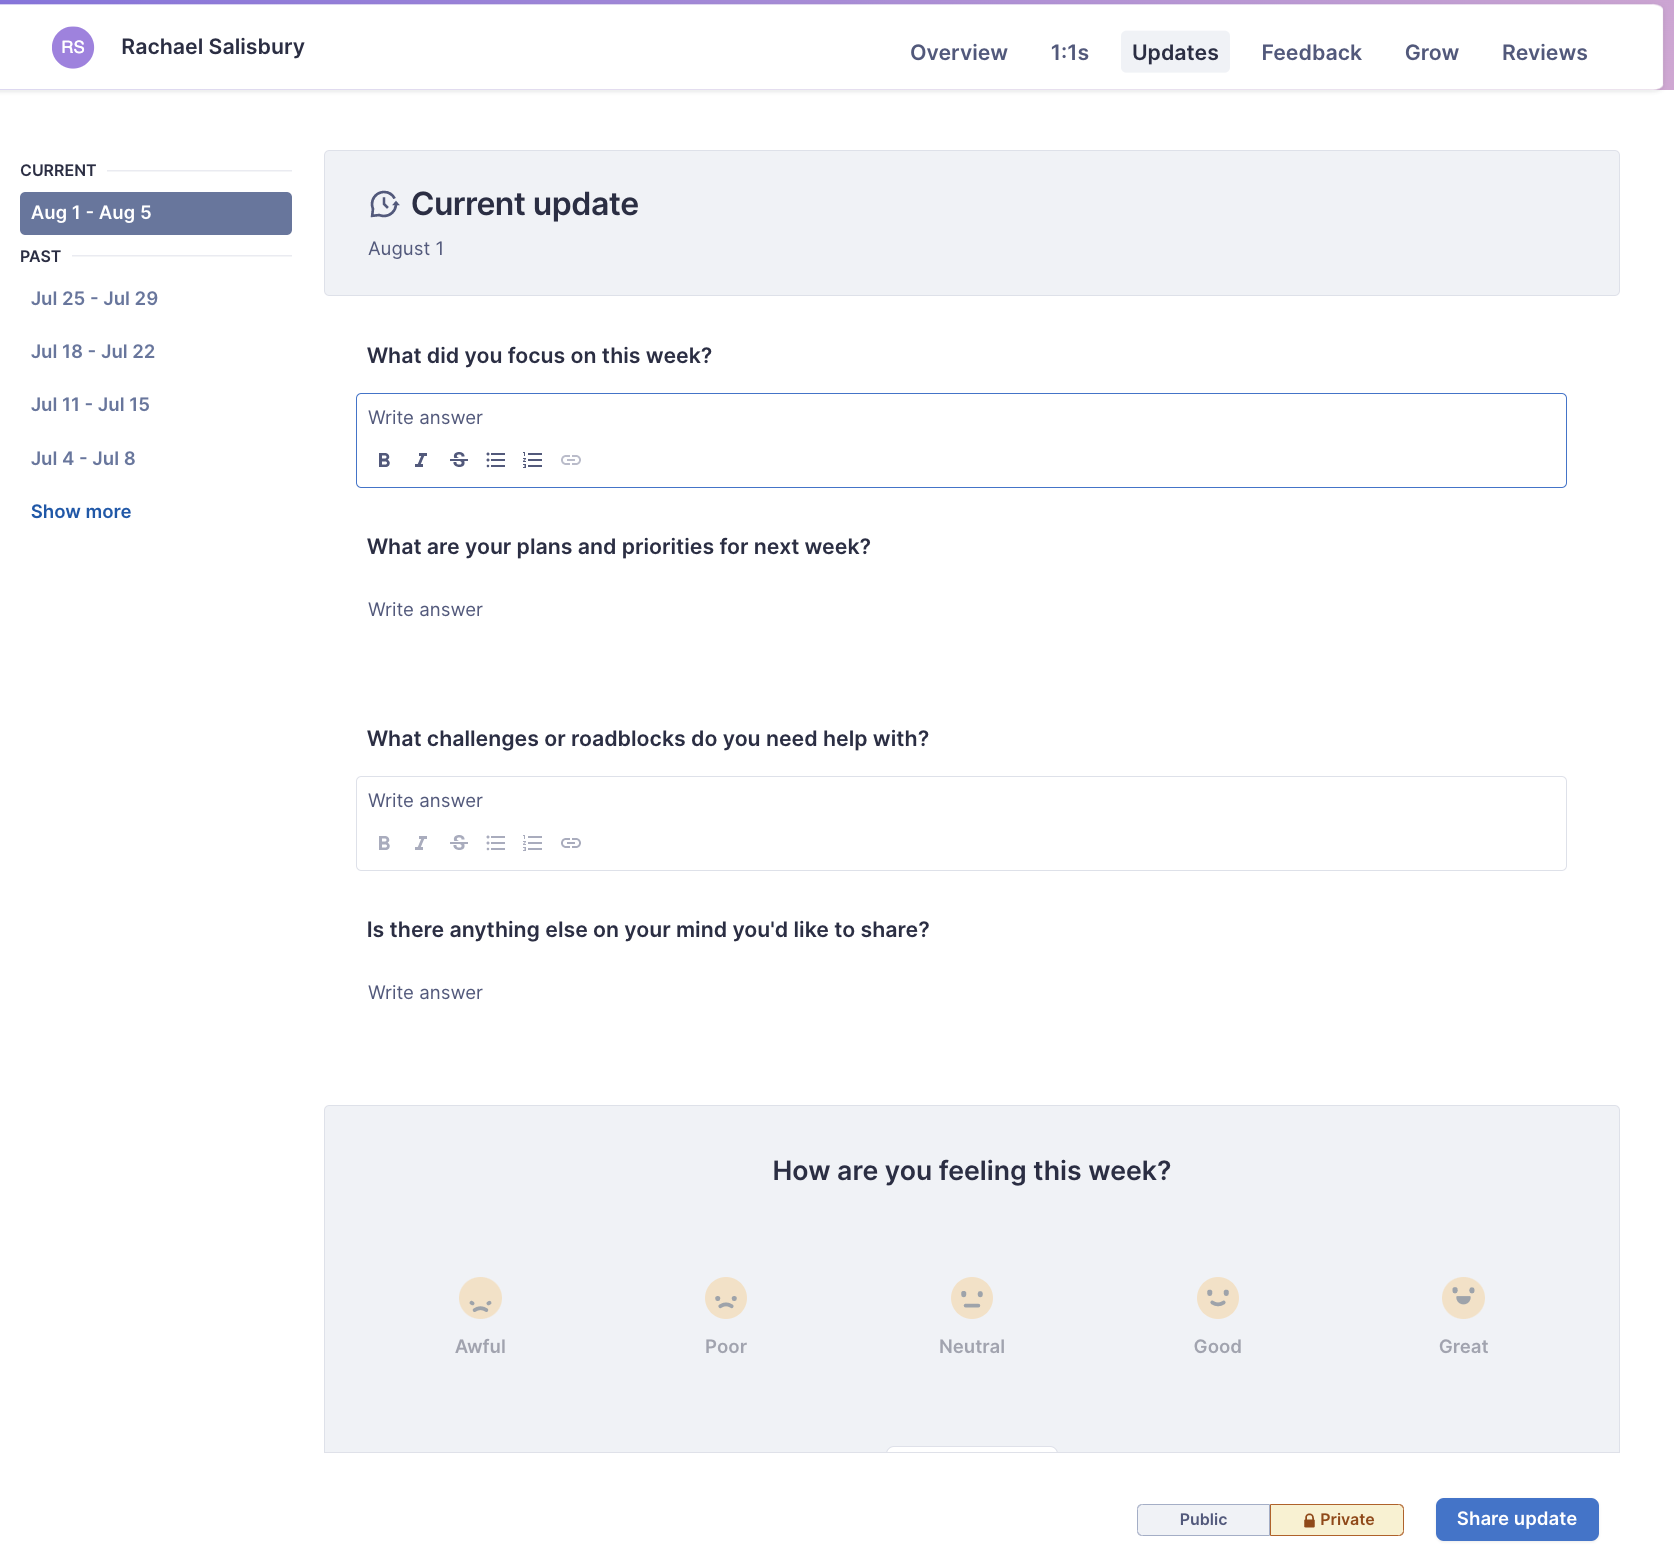 RS
Rachael Salisbury
Overview
1:1s
Updates
Feedback
Grow
Reviews
CURRENT
Aug 1 - Aug 5
PAST
Jul 25 - Jul 29
Jul 18 - Jul 22
Jul 11 - Jul 15
Jul 4 - Jul 8
Show more
Current update
August 1
What did you focus on this week?
Write answer
B I S
What are your plans and priorities for next week?
Write answer
What challenges or roadblocks do you need help with?
Write answer
B I S
Is there anything else on your mind you'd like to share?
Write answer
How are you feeling this week?
Awful
Poor
Neutral
Good
Great
Public
Private
Share update